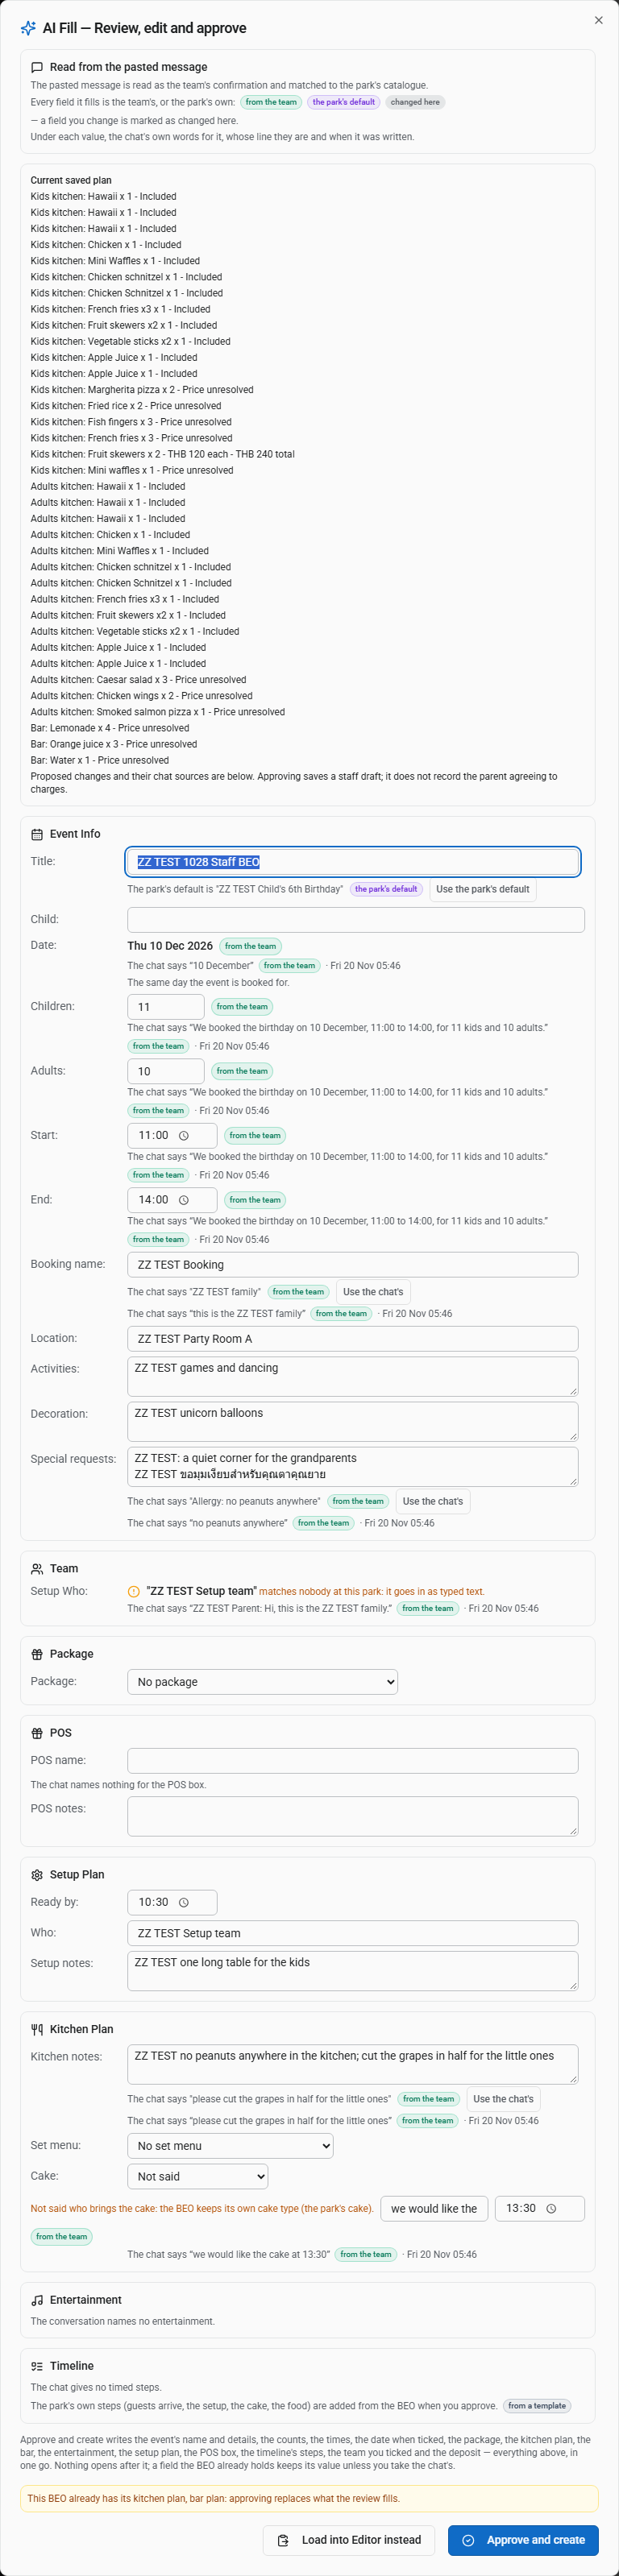 AI Fill — Review, edit and approve
Read from the pasted message
The pasted message is read as the team's confirmation and matched to the park's catalogue.
Every field it fills is the team's, or the park's own: from the team the park's default changed here
— a field you change is marked as changed here.
Under each value, the chat's own words for it, whose line they are and when it was written.
Current saved plan
Kids kitchen: Hawaii x 1 - Included
Kids kitchen: Hawaii x 1 - Included
Kids kitchen: Hawaii x 1 - Included
Kids kitchen: Chicken x 1 - Included
Kids kitchen: Mini Waffles x 1 - Included
Kids kitchen: Chicken schnitzel x 1 - Included
Kids kitchen: Chicken Schnitzel x 1 - Included
Kids kitchen: French fries x3 x 1 - Included
Kids kitchen: Fruit skewers x2 x 1 - Included
Kids kitchen: Vegetable sticks x2 x 1 - Included
Kids kitchen: Apple Juice x 1 - Included
Kids kitchen: Apple Juice x 1 - Included
Kids kitchen: Margherita pizza x 2 - Price unresolved
Kids kitchen: Fried rice x 2 - Price unresolved
Kids kitchen: Fish fingers x 3 - Price unresolved
Kids kitchen: French fries x 3 - Price unresolved
Kids kitchen: Fruit skewers x 2 - THB 120 each - THB 240 total
Kids kitchen: Mini waffles x 1 - Price unresolved
Adults kitchen: Hawaii x 1 - Included
Adults kitchen: Hawaii x 1 - Included
Adults kitchen: Hawaii x 1 - Included
Adults kitchen: Chicken x 1 - Included
Adults kitchen: Mini Waffles x 1 - Included
Adults kitchen: Chicken schnitzel x 1 - Included
Adults kitchen: Chicken Schnitzel x 1 - Included
Adults kitchen: French fries x3 x 1 - Included
Adults kitchen: Fruit skewers x2 x 1 - Included
Adults kitchen: Vegetable sticks x2 x 1 - Included
Adults kitchen: Apple Juice x 1 - Included
Adults kitchen: Apple Juice x 1 - Included
Adults kitchen: Caesar salad x 3 - Price unresolved
Adults kitchen: Chicken wings x 2 - Price unresolved
Adults kitchen: Smoked salmon pizza x 1 - Price unresolved
Bar: Lemonade x 4 - Price unresolved
Bar: Orange juice x 3 - Price unresolved
Bar: Water x 1 - Price unresolved
Proposed changes and their chat sources are below. Approving saves a staff draft; it does not record the parent agreeing to
charges.
Event Info
Title: ZZ TEST 1028 Staff BEO
The park's default is "ZZ TEST Child's 6th Birthday" the park's default Use the park's default
Child:
Date: Thu 10 Dec 2026 from the team
The chat says “10 December” from the team · Fri 20 Nov 05:46
The same day the event is booked for.
Children: 11 from the team
The chat says “We booked the birthday on 10 December, 11:00 to 14:00, for 11 kids and 10 adults.”
from the team · Fri 20 Nov 05:46
Adults: 10 from the team
The chat says “We booked the birthday on 10 December, 11:00 to 14:00, for 11 kids and 10 adults.”
from the team · Fri 20 Nov 05:46
Start: 11:00 from the team
The chat says “We booked the birthday on 10 December, 11:00 to 14:00, for 11 kids and 10 adults.”
from the team · Fri 20 Nov 05:46
End: 14:00 from the team
The chat says “We booked the birthday on 10 December, 11:00 to 14:00, for 11 kids and 10 adults.”
from the team · Fri 20 Nov 05:46
Booking name: ZZ TEST Booking
The chat says "ZZ TEST family" from the team Use the chat's
The chat says “this is the ZZ TEST family” from the team · Fri 20 Nov 05:46
Location: ZZ TEST Party Room A
Activities: ZZ TEST games and dancing
Decoration: ZZ TEST unicorn balloons
Special requests: ZZ TEST: a quiet corner for the grandparents
ZZ TEST ขอมุมเงียบสำหรับคุณตาคุณยาย
The chat says "Allergy: no peanuts anywhere" from the team Use the chat's
The chat says “no peanuts anywhere” from the team · Fri 20 Nov 05:46
Team
Setup Who: "ZZ TEST Setup team" matches nobody at this park: it goes in as typed text.
The chat says “ZZ TEST Parent: Hi, this is the ZZ TEST family.” from the team · Fri 20 Nov 05:46
Package
Package: No package
POS
POS name:
The chat names nothing for the POS box.
POS notes:
Setup Plan
Ready by: 10:30
Who: ZZ TEST Setup team
Setup notes: ZZ TEST one long table for the kids
Kitchen Plan
Kitchen notes: ZZ TEST no peanuts anywhere in the kitchen; cut the grapes in half for the little ones
The chat says "please cut the grapes in half for the little ones" from the team Use the chat's
The chat says “please cut the grapes in half for the little ones” from the team · Fri 20 Nov 05:46
Set menu: No set menu
Cake: Not said
Not said who brings the cake: the BEO keeps its own cake type (the park's cake). we would like the 13:30
from the team
The chat says “we would like the cake at 13:30” from the team · Fri 20 Nov 05:46
Entertainment
The conversation names no entertainment.
Timeline
The chat gives no timed steps.
The park's own steps (guests arrive, the setup, the cake, the food) are added from the BEO when you approve. from a template
Approve and create writes the event's name and details, the counts, the times, the date when ticked, the package, the kitchen plan, the
bar, the entertainment, the setup plan, the POS box, the timeline's steps, the team you ticked and the deposit — everything above, in
one go. Nothing opens after it; a field the BEO already holds keeps its value unless you take the chat's.
This BEO already has its kitchen plan, bar plan: approving replaces what the review fills.
Load into Editor instead Approve and create